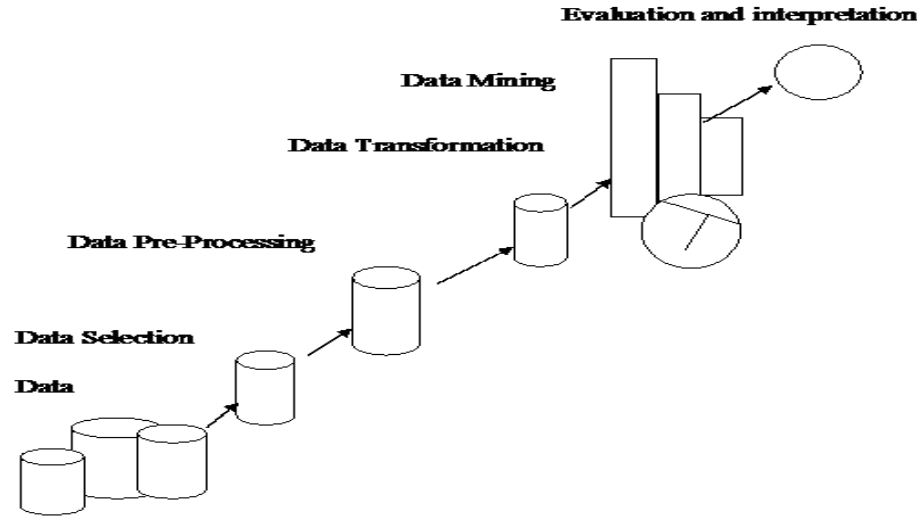 Evaluation and interpretation
Data Mining
Data Transformation
Data Pre-Processing
Data Selection
Data